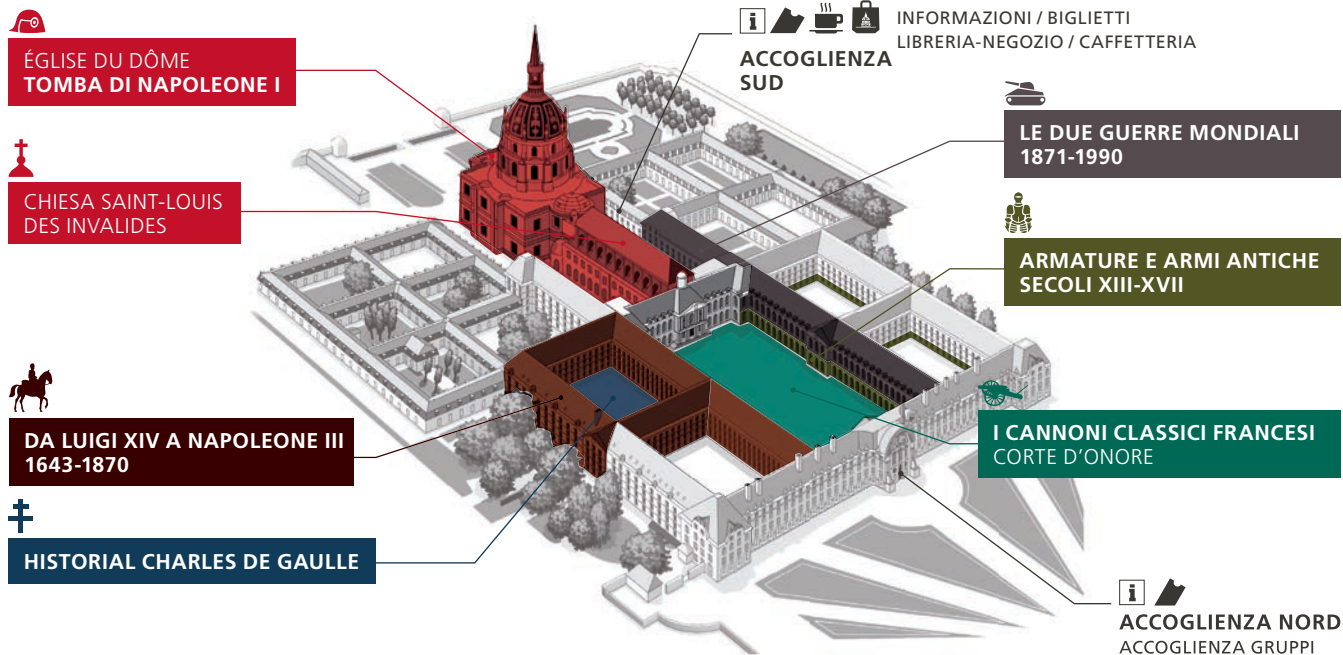 ÉGLISE DU DÔME
TOMBA DI NAPOLEONE I
CHIESA SAINT-LOUIS
DES INVALIDES
DA LUIGI XIV A NAPOLEONE III
1643-1870
HISTORIAL CHARLES DE GAULLE
INFORMAZIONI / BIGLIETTI
LIBRERIA-NEGOZIO / CAFFETTERIA
ACCOGLIENZA
SUD
LE DUE GUERRE MONDIALI
1871-1990
ARMATURE E ARMI ANTICHE
SECOLI XIII-XVII
I CANNONI CLASSICI FRANCESI
CORTE D’ONORE
ACCOGLIENZA NORD
ACCOGLIENZA GRUPPI